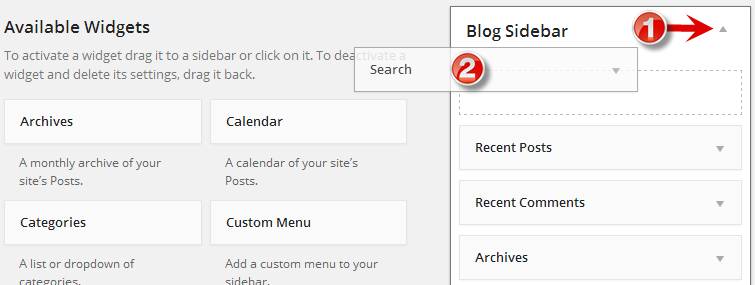 Available Widgets
To activate a widget drag it to a sidebar or click on it. To deactivate a
widget and delete its settings, drag it back.
Archives
A monthly archive of your
site's Posts.
Calendar
A calendar of your site's
Posts.
Categories
A list or dropdown of
categories.
Custom Menu
Add a custom menu to your
sidebar.
Search
2
Blog Sidebar
1
Recent Posts
Recent Comments
Archives